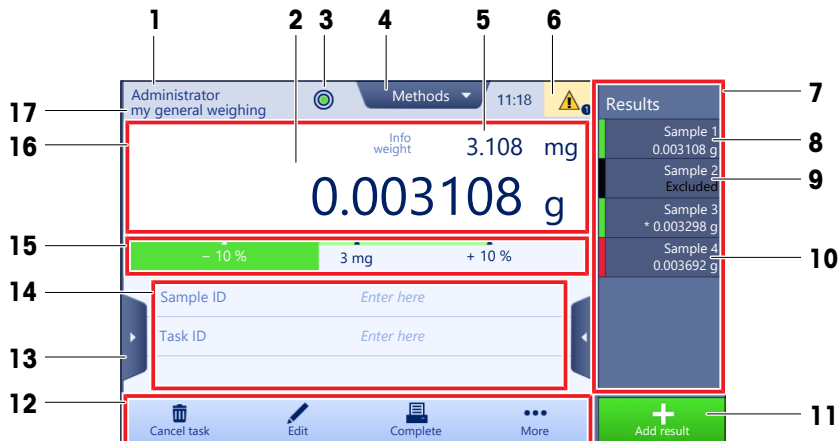 1
2
3
4
5
6
Administrator
my general weighing
Methods
11:18
1
17
16
Info
weight
3.108 mg
0.003108 g
15
– 10 %
3 mg
+ 10 %
14
Sample ID
Enter here
Task ID
Enter here
13
12
Cancel task
Edit
Complete
More
Results
7
Sample 1
0.003108 g
8
Sample 2
Excluded
9
Sample 3
* 0.003298 g
Sample 4
0.003692 g
10
Add result
11